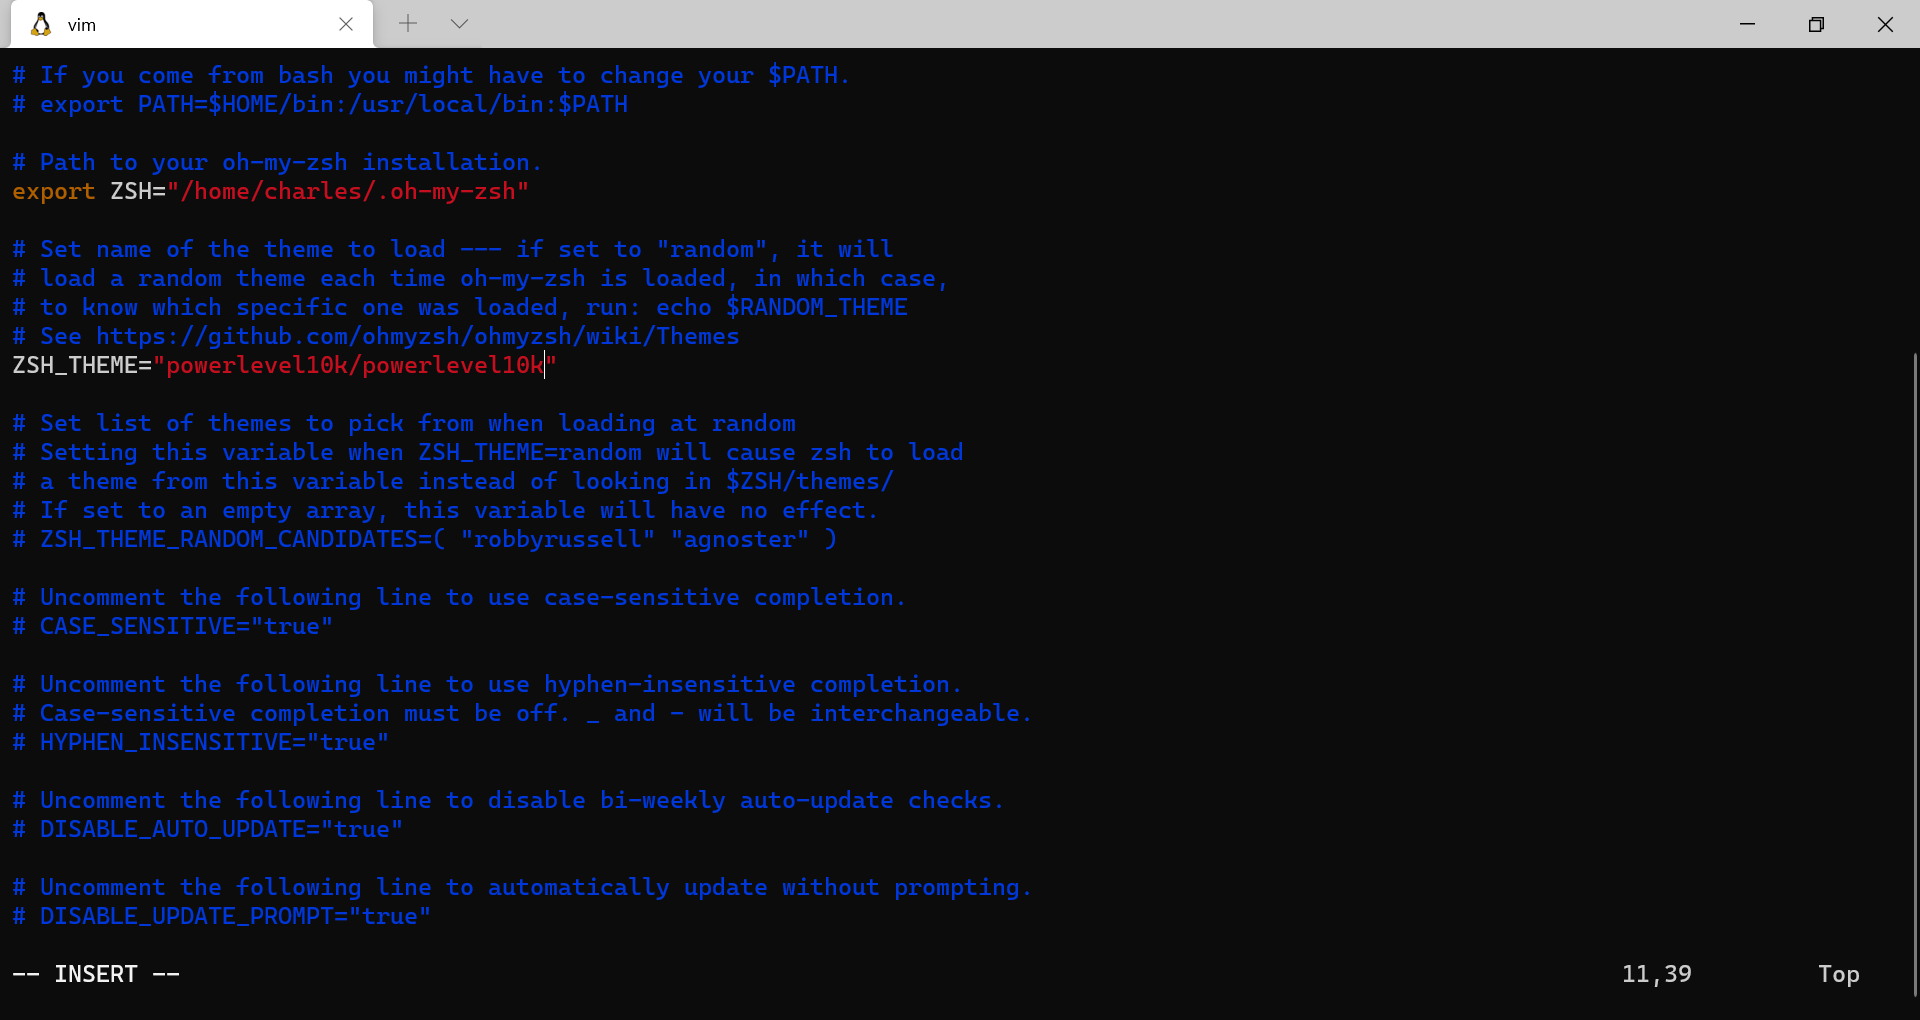 vim
# If you come from bash you might have to change your $PATH.
# export PATH=$HOME/bin:/usr/local/bin:$PATH
# Path to your oh-my-zsh installation.
export ZSH="/home/charles/.oh-my-zsh"
# Set name of the theme to load --- if set to "random", it will
# load a random theme each time oh-my-zsh is loaded, in which case,
# to know which specific one was loaded, run: echo $RANDOM_THEME
# See https://github.com/ohmyzsh/ohmyzsh/wiki/Themes
ZSH_THEME="powerlevel10k/powerlevel10k"
# Set list of themes to pick from when loading at random
# Setting this variable when ZSH_THEME=random will cause zsh to load
# a theme from this variable instead of looking in $ZSH/themes/
# If set to an empty array, this variable will have no effect.
# ZSH_THEME_RANDOM_CANDIDATES=( "robbyrussell" "agnoster" )
# Uncomment the following line to use case-sensitive completion.
# CASE_SENSITIVE="true"
# Uncomment the following line to use hyphen-insensitive completion.
# Case-sensitive completion must be off. _ and - will be interchangeable.
# HYPHEN_INSENSITIVE="true"
# Uncomment the following line to disable bi-weekly auto-update checks.
# DISABLE_AUTO_UPDATE="true"
# Uncomment the following line to automatically update without prompting.
# DISABLE_UPDATE_PROMPT="true"
-- INSERT -- 11,39 Top